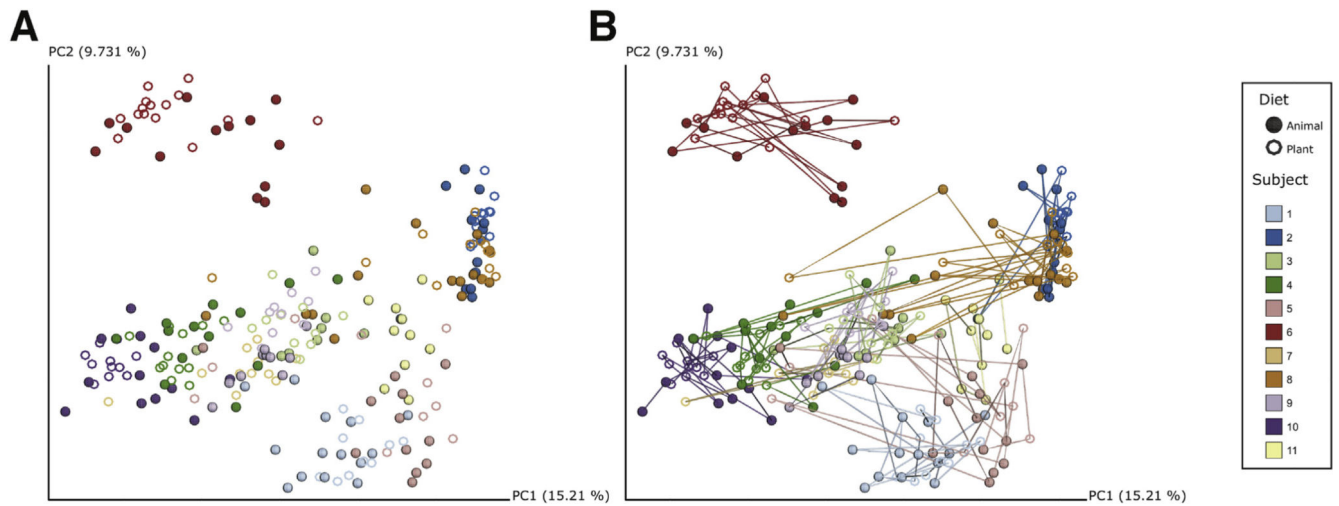 A
PC2 (9.731 %)
PC1 (15.21 %)
B
PC2 (9.731 %)
PC1 (15.21 %)
Diet
Animal
Plant
Subject
1
2
3
4
5
6
7
8
9
10
11